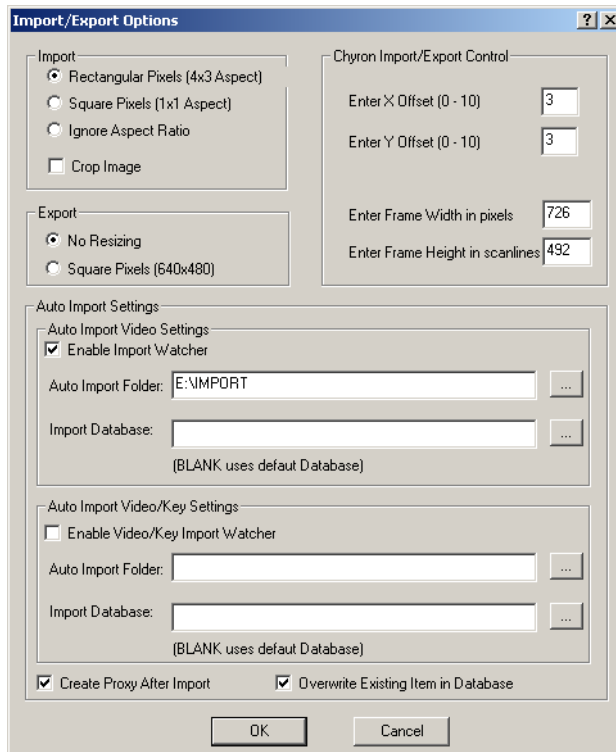 Import/Export Options
Import
Rectangular Pixels (4x3 Aspect)
Square Pixels (1x1 Aspect)
Ignore Aspect Ratio
Crop Image
Export
No Resizing
Square Pixels (640x480)
Chyron Import/Export Control
Enter X Offset (0 - 10) 3
Enter Y Offset (0 - 10) 3
Enter Frame Width in pixels 726
Enter Frame Height in scanlines 492
Auto Import Settings
Auto Import Video Settings
Enable Import Watcher
Auto Import Folder: E:\IMPORT ...
Import Database: ...
(BLANK uses defaut Database)
Auto Import Video/Key Settings
Enable Video/Key Import Watcher
Auto Import Folder: ...
Import Database: ...
(BLANK uses defaut Database)
Create Proxy After Import Overwrite Existing Item in Database
OK Cancel